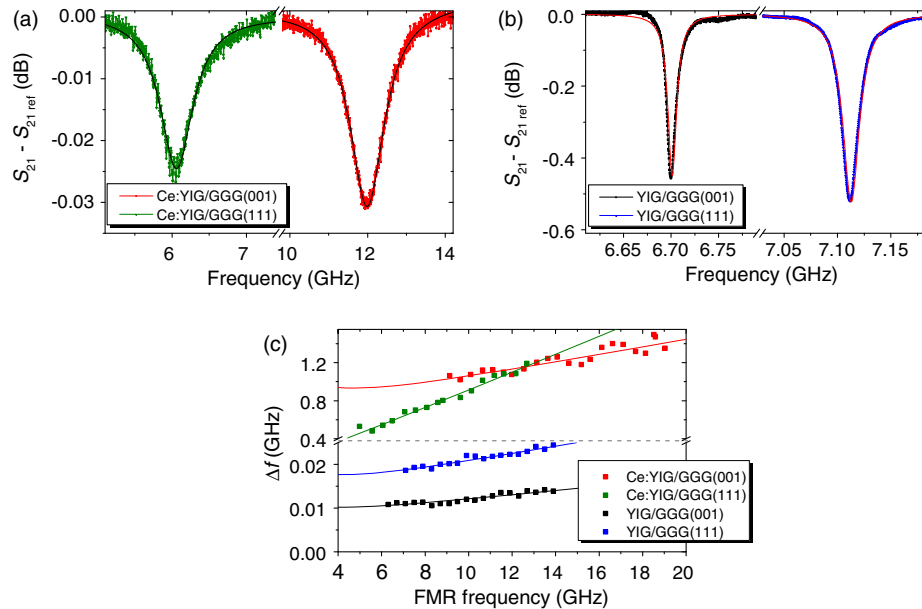 (a)
0.00
-0.01
-0.02
-0.03
S21 - S21 ref (dB)
Ce:YIG/GGG(001)
Ce:YIG/GGG(111)
6 7 10 12 14
Frequency (GHz)
(b)
0.0
-0.2
-0.4
-0.6
S21 - S21 ref (dB)
YIG/GGG(001)
YIG/GGG(111)
6.65 6.70 6.75 7.05 7.10 7.15
Frequency (GHz)
(c)
1.2
0.8
0.4
0.02
0.01
0.00
Δf (GHz)
Ce:YIG/GGG(001)
Ce:YIG/GGG(111)
YIG/GGG(001)
YIG/GGG(111)
4 6 8 10 12 14 16 18 20
FMR frequency (GHz)